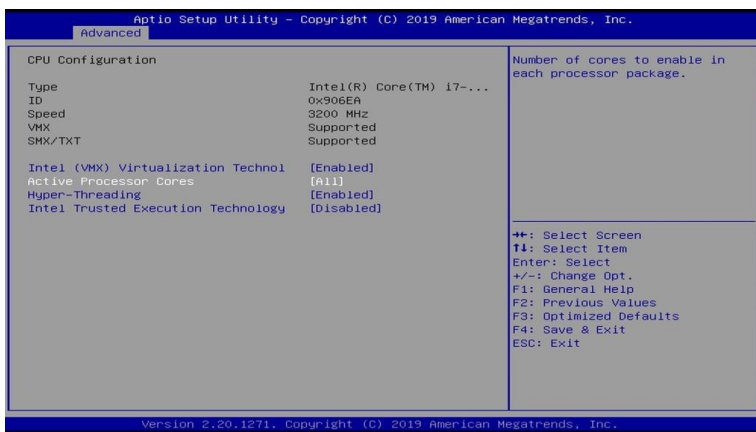 Aptio Setup Utility – Copyright (C) 2019 American Megatrends, Inc.
Advanced
CPU Configuration
Type Intel(R) Core(TM) i7-...
ID 0x906EA
Speed 3200 MHz
VMX Supported
SMX/TXT Supported
Intel (VMX) Virtualization Technol [Enabled]
Active Processor Cores [All]
Hyper-Threading [Enabled]
Intel Trusted Execution Technology [Disabled]
Number of cores to enable in
each processor package.
→←: Select Screen
↑↓: Select Item
Enter: Select
+/-: Change Opt.
F1: General Help
F2: Previous Values
F3: Optimized Defaults
F4: Save & Exit
ESC: Exit
Version 2.20.1271. Copyright (C) 2019 American Megatrends, Inc.